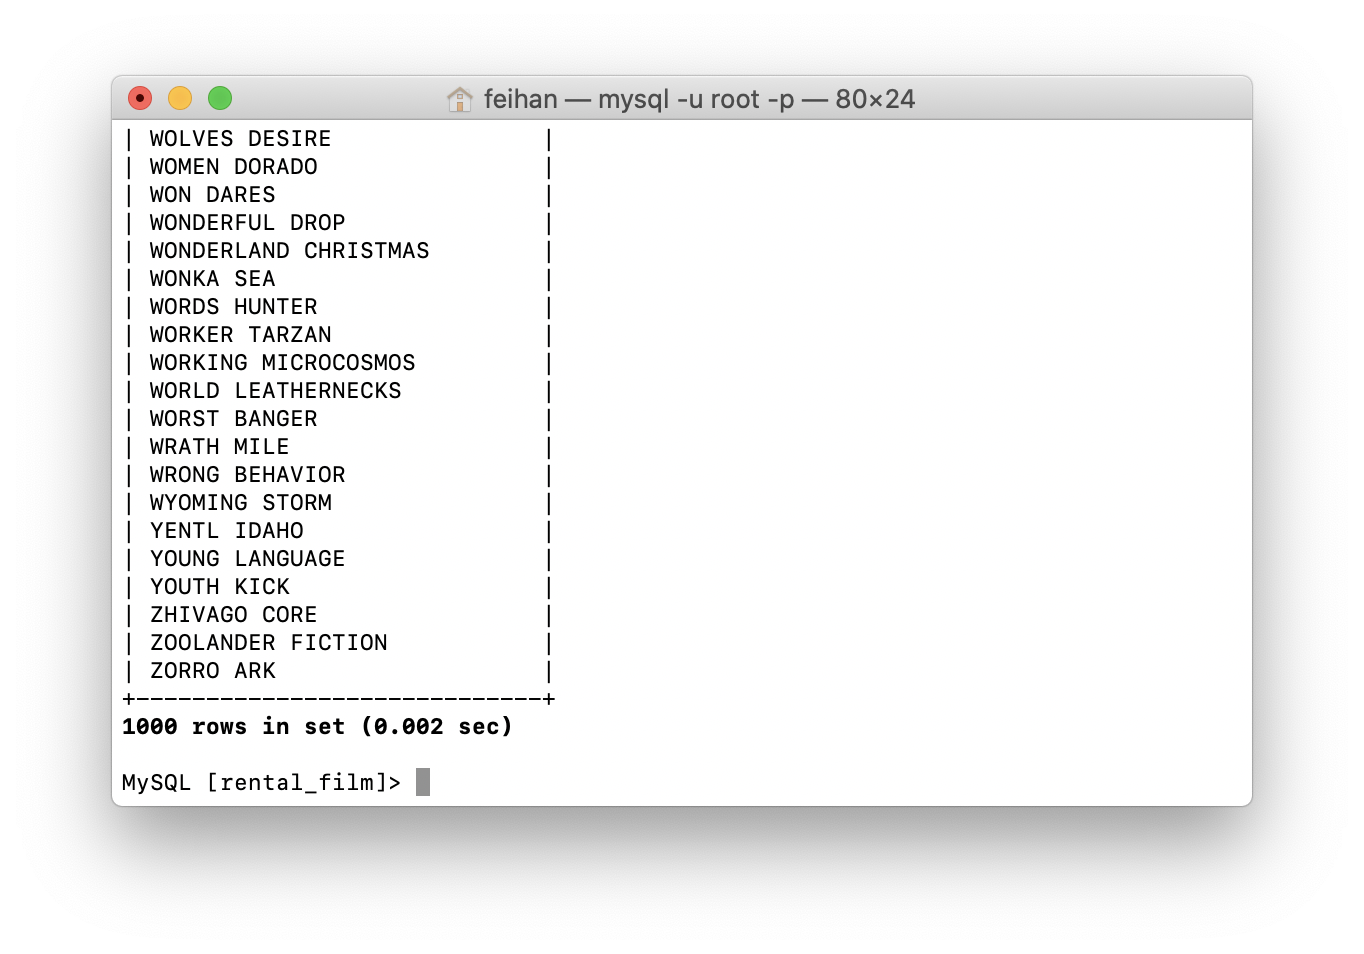 feihan — mysql -u root -p — 80×24
| WOLVES DESIRE               |
| WOMEN DORADO                |
| WON DARES                   |
| WONDERFUL DROP              |
| WONDERLAND CHRISTMAS        |
| WONKA SEA                   |
| WORDS HUNTER                |
| WORKER TARZAN               |
| WORKING MICROCOSMOS         |
| WORLD LEATHERNECKS          |
| WORST BANGER                |
| WRATH MILE                  |
| WRONG BEHAVIOR              |
| WYOMING STORM               |
| YENTL IDAHO                 |
| YOUNG LANGUAGE              |
| YOUTH KICK                  |
| ZHIVAGO CORE                |
| ZOOLANDER FICTION           |
| ZORRO ARK                   |
+-----------------------------+
1000 rows in set (0.002 sec)
MySQL [rental_film]>